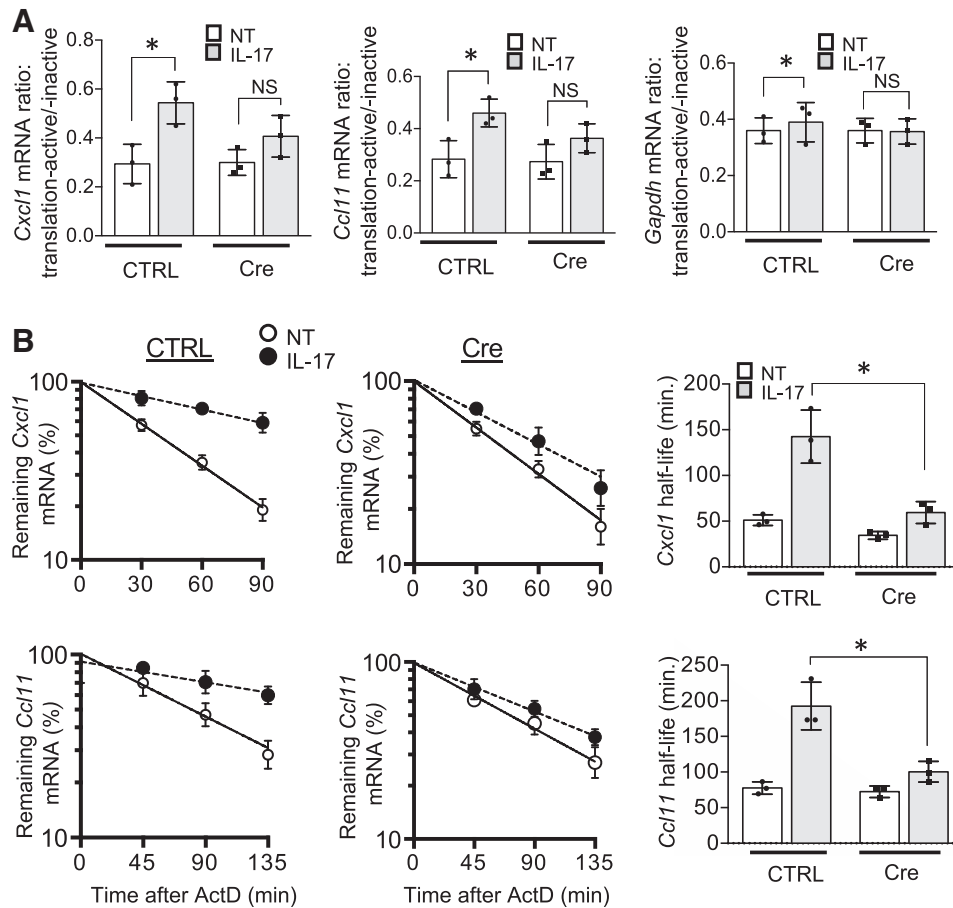 A
Cxcl1 mRNA ratio:
translation-active/-inactive
0.8
0.6
0.4
0.2
0.0
NT
IL-17
*
NS
CTRL
Cre
Ccl11 mRNA ratio:
translation-active/-inactive
0.6
0.4
0.2
0.0
NT
IL-17
*
NS
CTRL
Cre
Gapdh mRNA ratio:
translation-active/-inactive
0.6
0.4
0.2
0.0
NT
IL-17
*
NS
CTRL
Cre
B
CTRL
NT
IL-17
Cre
Remaining Cxcl1
mRNA (%)
100
10
0 30 60 90
Remaining Cxcl1
mRNA (%)
100
10
0 30 60 90
Cxcl1 half-life (min.)
200
150
100
50
0
NT
IL-17
*
CTRL
Cre
Remaining Ccl11
mRNA (%)
100
10
0 45 90 135
Time after ActD (min)
Remaining Ccl11
mRNA (%)
100
10
0 45 90 135
Time after ActD (min)
Ccl11 half-life (min.)
250
200
150
100
50
0
*
CTRL
Cre